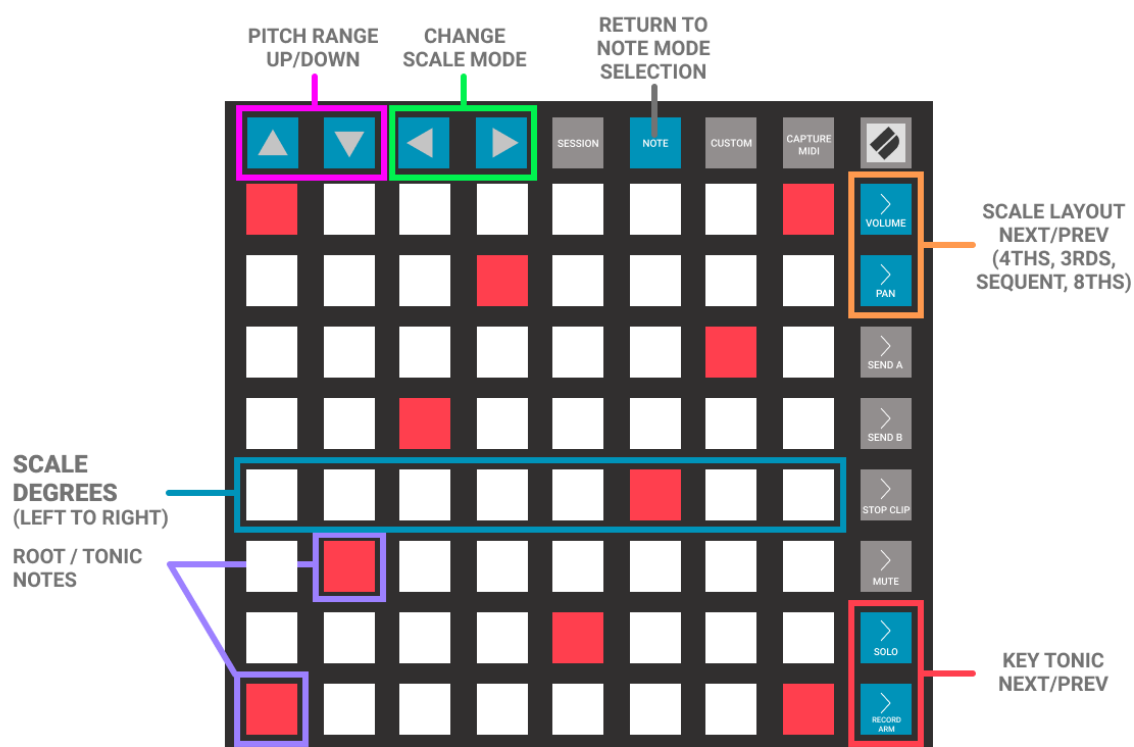 PITCH RANGE
UP/DOWN
CHANGE
SCALE MODE
RETURN TO
NOTE MODE
SELECTION
SESSION
NOTE
CUSTOM
CAPTURE
MIDI
VOLUME
PAN
SEND A
SEND B
STOP CLIP
MUTE
SOLO
RECORD
ARM
SCALE LAYOUT
NEXT/PREV
(4THS, 3RDS,
SEQUENT, 8THS)
SCALE
DEGREES
(LEFT TO RIGHT)
ROOT / TONIC
NOTES
KEY TONIC
NEXT/PREV